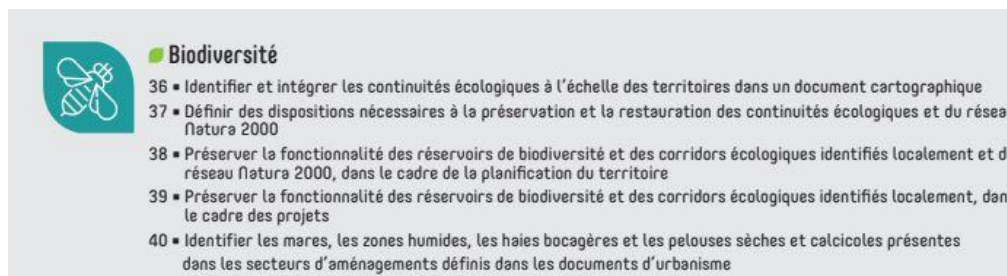 Biodiversité
36 ▪ Identifier et intégrer les continuités écologiques à l'échelle des territoires dans un document cartographique
37 ▪ Définir des dispositions nécessaires à la préservation et la restauration des continuités écologiques et du
Natura 2000
38 ▪ Préserver la fonctionnalité des réservoirs de biodiversité et des corridors écologiques identifiés localement et
réseau Natura 2000, dans le cadre de la planification du territoire
39 ▪ Préserver la fonctionnalité des réservoirs de biodiversité et des corridors écologiques identifiés localement,
le cadre des projets
40 ▪ Identifier les mares, les zones humides, les haies bocagères et les pelouses sèches et calcicoles présentes
dans les secteurs d'aménagements définis dans les documents d'urbanisme